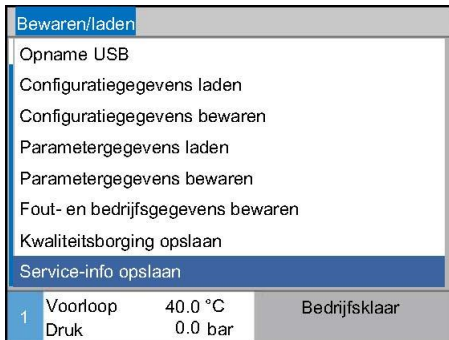 Bewaren/laden
Opname USB
Configuratiegegevens laden
Configuratiegegevens bewaren
Parametergegevens laden
Parametergegevens bewaren
Fout- en bedrijfsgegevens bewaren
Kwaliteitsborging opslaan
Service-info opslaan
1 Voorloop 40.0 °C Bedrijfsklaar
Druk 0.0 bar